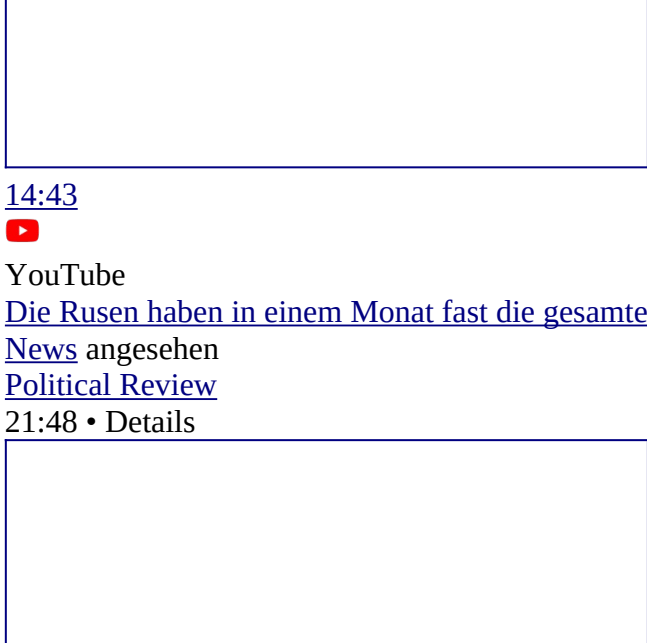 14:43
YouTube
Die Rusen haben in einem Monat fast die gesamte
News angesehen
Political Review
21:48 • Details